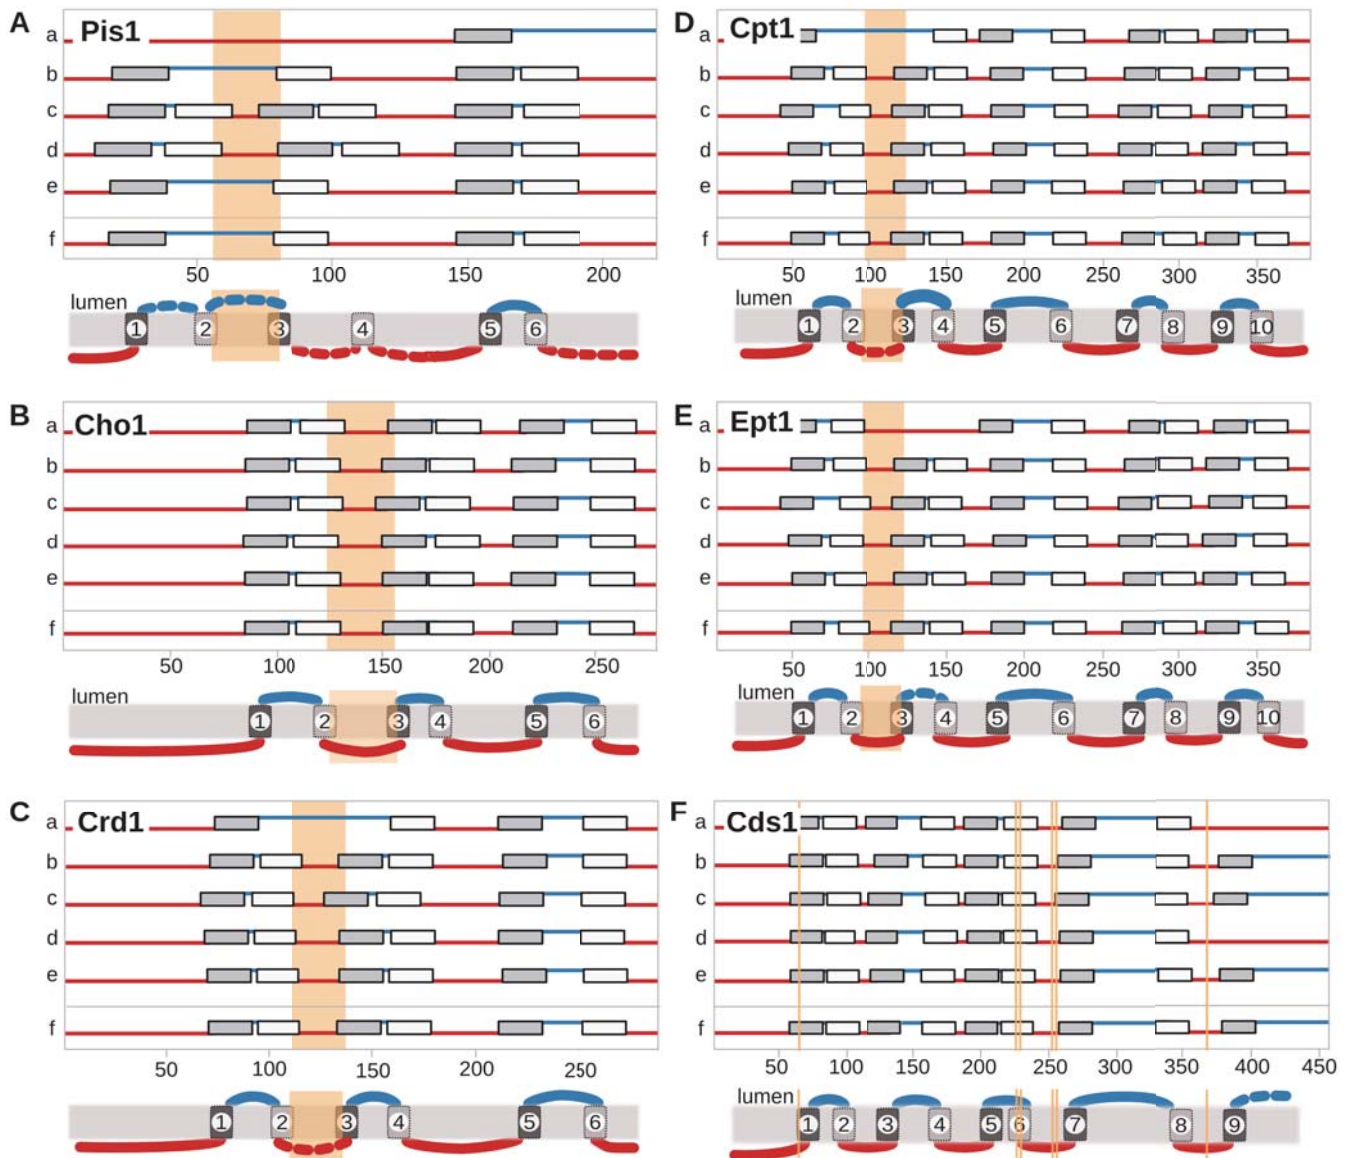 A Pis1
a
b
c
d
e
f
50 100 150 200
lumen
1 2 3 4 5 6
B Cho1
a
b
c
d
e
f
50 100 150 200 250
lumen
1 2 3 4 5 6
C Crd1
a
b
c
d
e
f
50 100 150 200 250
1 2 3 4 5 6
D Cpt1
a
b
c
d
e
f
50 100 150 200 250 300 350
lumen
1 2 3 4 5 6 7 8 9 10
E Ept1
a
b
c
d
e
f
50 100 150 200 250 300 350
lumen
1 2 3 4 5 6 7 8 9 10
F Cds1
a
b
c
d
e
f
50 100 150 200 250 300 350 400 450
lumen
1 2 3 4 5 6 7 8 9